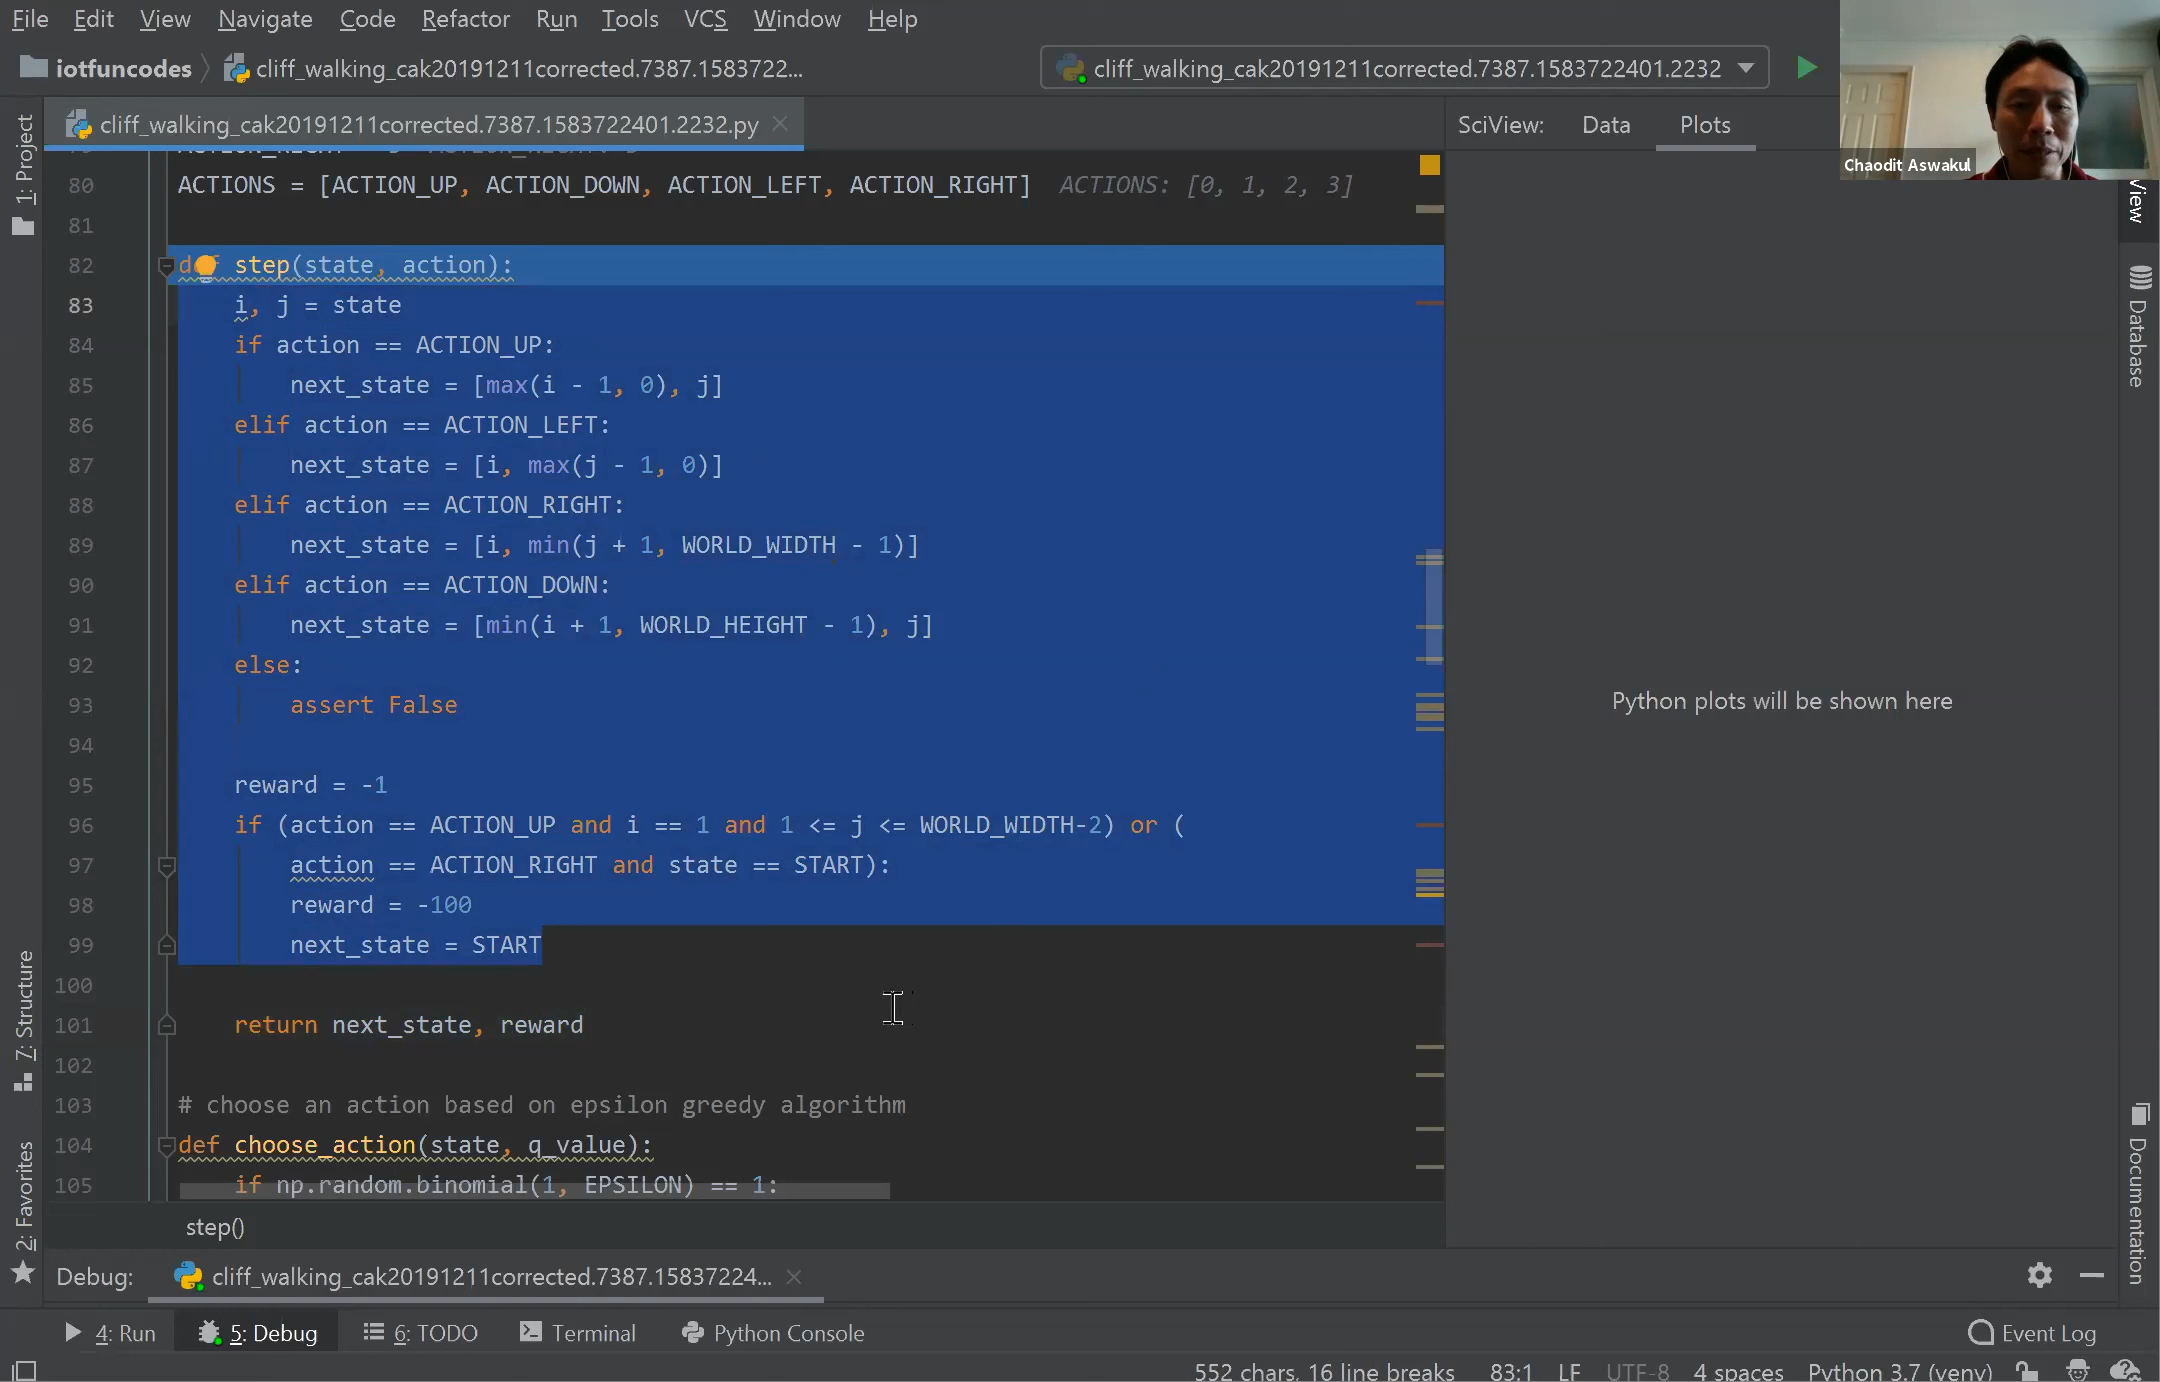 File Edit View Navigate Code Refactor Run Tools VCS Window Help
iotfuncodes cliff_walking_cak20191211corrected.7387.1583722... cliff_walking_cak20191211corrected.7387.1583722401.2232
cliff_walking_cak20191211corrected.7387.1583722401.2232.py
SciView: Data Plots
Chaodit Aswakul
1: Project
View
Database
80 ACTIONS = [ACTION_UP, ACTION_DOWN, ACTION_LEFT, ACTION_RIGHT] ACTIONS: [0, 1, 2, 3]
81
82 def step(state, action):
83 i, j = state
84 if action == ACTION_UP:
85 next_state = [max(i - 1, 0), j]
86 elif action == ACTION_LEFT:
87 next_state = [i, max(j - 1, 0)]
88 elif action == ACTION_RIGHT:
89 next_state = [i, min(j + 1, WORLD_WIDTH - 1)]
90 elif action == ACTION_DOWN:
91 next_state = [min(i + 1, WORLD_HEIGHT - 1), j]
92 else:
93 assert False
94
95 reward = -1
96 if (action == ACTION_UP and i == 1 and 1 <= j <= WORLD_WIDTH-2) or (
97 action == ACTION_RIGHT and state == START):
98 reward = -100
99 next_state = START
100
101 return next_state, reward
102
103 # choose an action based on epsilon greedy algorithm
104 def choose_action(state, q_value):
105 if np.random.binomial(1, EPSILON) == 1:
Python plots will be shown here
7: Structure
2: Favorites
Documentation
step()
Debug: cliff_walking_cak20191211corrected.7387.15837224...
4: Run 5: Debug 6: TODO Terminal Python Console Event Log
552 chars, 16 line breaks 83:1 LF UTF-8 4 spaces Python 3.7 (venv)